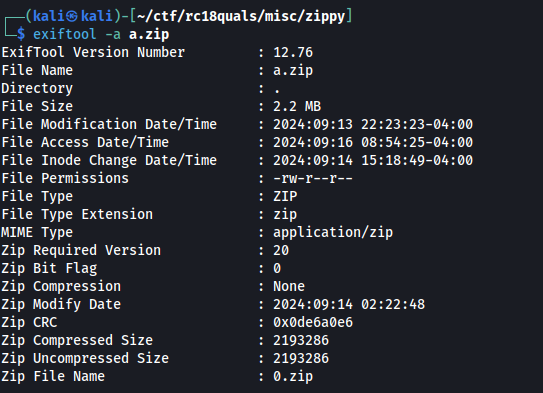 ┌──(kali㉿kali)-[~/ctf/rc18quals/misc/zippy]
└─$ exiftool -a a.zip
ExifTool Version Number         : 12.76
File Name                       : a.zip
Directory                       : .
File Size                       : 2.2 MB
File Modification Date/Time     : 2024:09:13 22:23:23-04:00
File Access Date/Time           : 2024:09:16 08:54:25-04:00
File Inode Change Date/Time     : 2024:09:14 15:18:49-04:00
File Permissions                : -rw-r--r--
File Type                       : ZIP
File Type Extension             : zip
MIME Type                       : application/zip
Zip Required Version            : 20
Zip Bit Flag                    : 0
Zip Compression                 : None
Zip Modify Date                 : 2024:09:14 02:22:48
Zip CRC                         : 0x0de6a0e6
Zip Compressed Size             : 2193286
Zip Uncompressed Size           : 2193286
Zip File Name                   : 0.zip